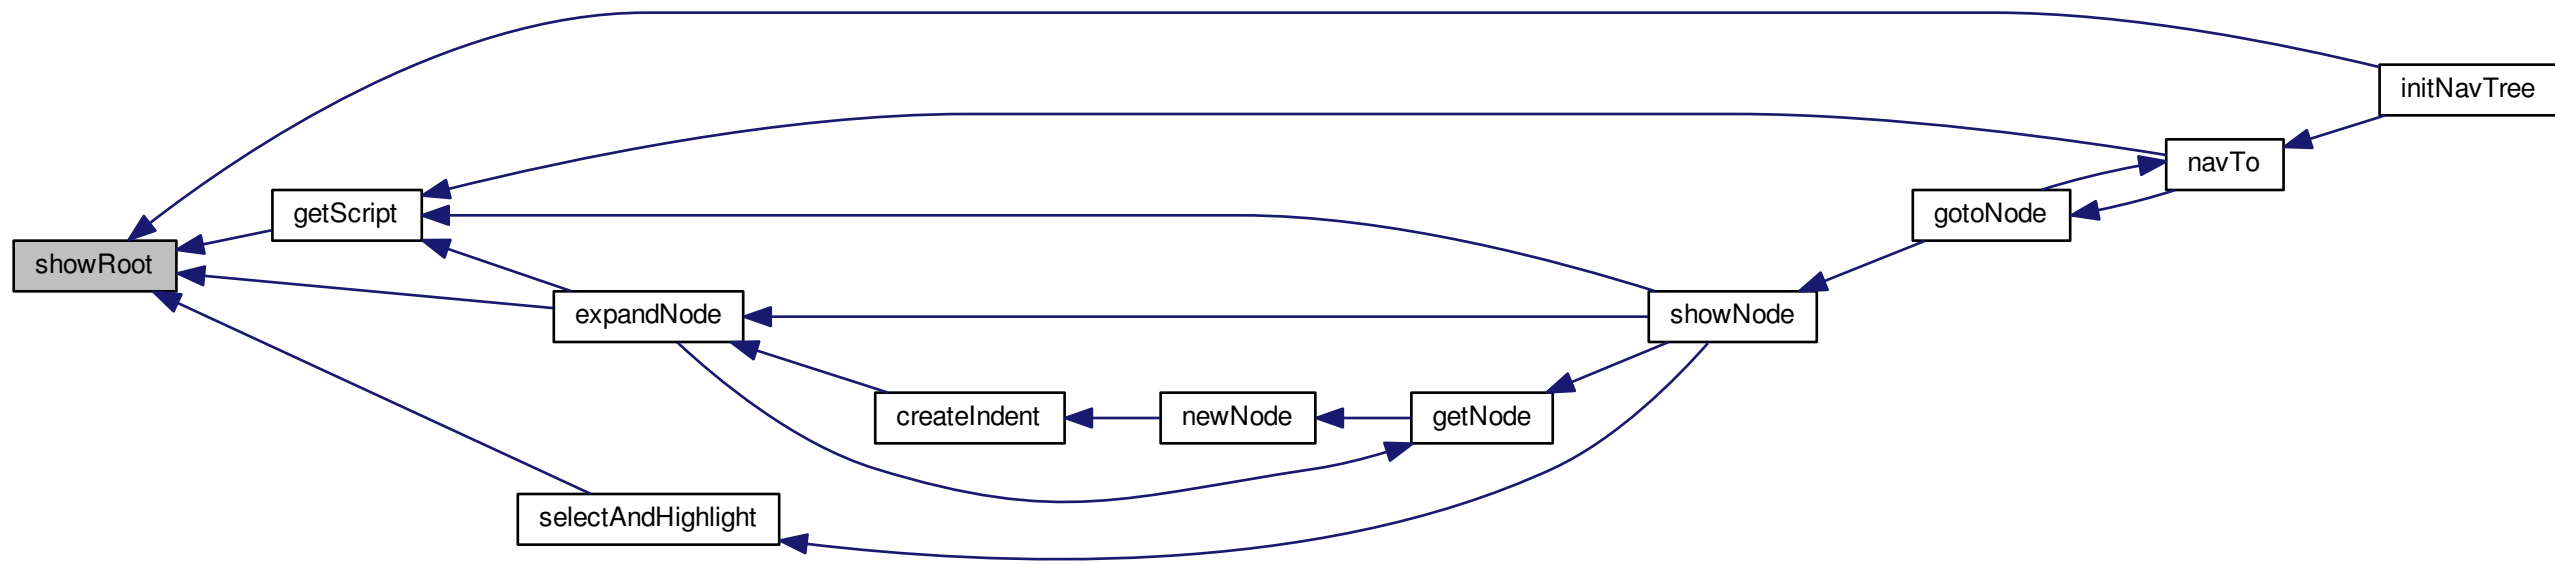 initNavTree
navTo
getScript
gotoNode
showRoot
expandNode
showNode
createIndent
newNode
getNode
selectAndHighlight